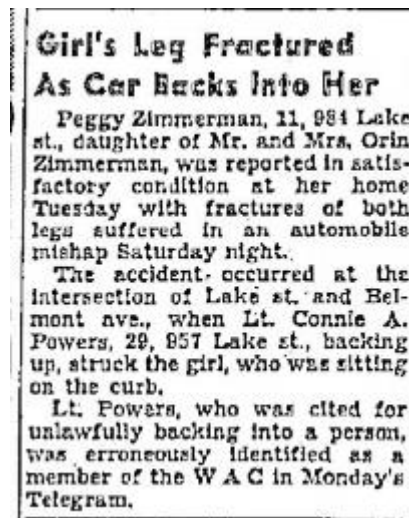 Girl's Leg Fractured
As Car Backs Into Her
Peggy Zimmerman, 11, 984 Lake
st., daughter of Mr. and Mrs. Orin
Zimmerman, was reported in satis-
factory condition at her home
Tuesday with fractures of both
legs suffered in an automobile
mishap Saturday night.
The accident occurred at the
intersection of Lake st. and Bel-
mont ave., when Lt. Connie A.
Powers, 29, 957 Lake st., backing
up, struck the girl, who was sitting
on the curb.
Lt. Powers, who was cited for
unlawfully backing into a person,
was erroneously identified as a
member of the W A C in Monday's
Telegram.